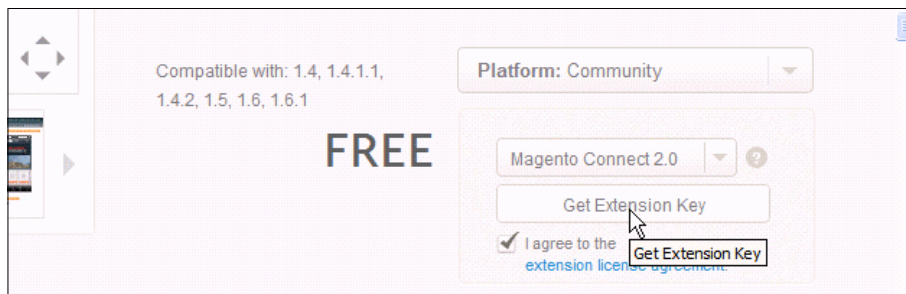 Compatible with: 1.4, 1.4.1.1,
1.4.2, 1.5, 1.6, 1.6.1
FREE
Platform: Community
Magento Connect 2.0
?
Get Extension Key
I agree to the
Get Extension Key
extension license agreement.